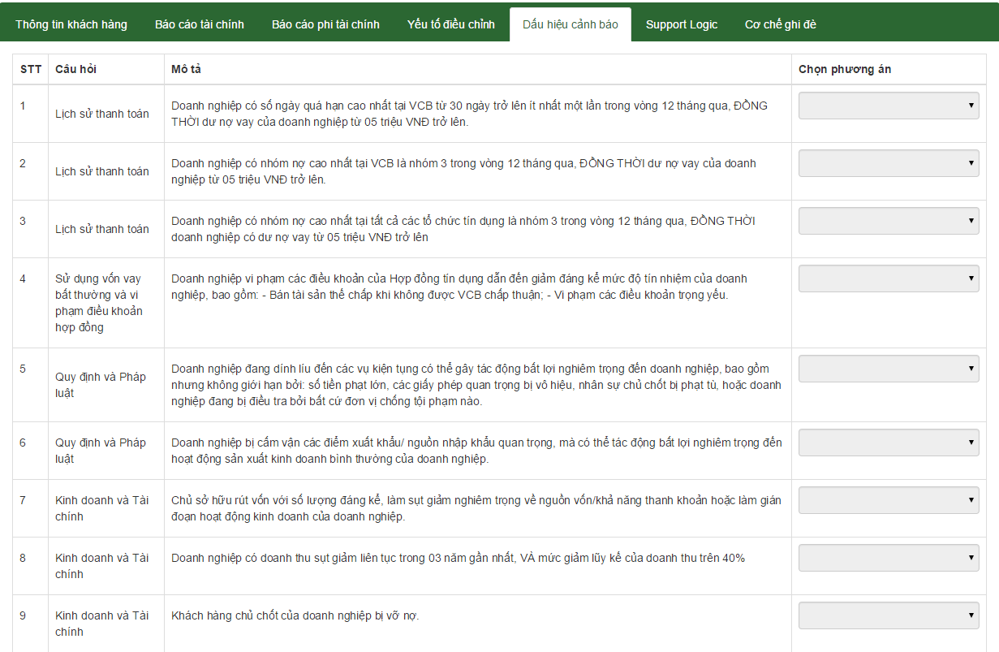 Thông tin khách hàng Báo cáo tài chính Báo cáo phi tài chính Yếu tố điều chỉnh Dấu hiệu cảnh báo Support Logic Cơ chế ghi đè
STT Câu hỏi Mô tả Chọn phương án
1 Lịch sử thanh toán Doanh nghiệp có số ngày quá hạn cao nhất tại VCB từ 30 ngày trở lên ít nhất một lần trong vòng 12 tháng qua, ĐỒNG
THỜI dư nợ vay của doanh nghiệp từ 05 triệu VNĐ trở lên.
2 Lịch sử thanh toán Doanh nghiệp có nhóm nợ cao nhất tại VCB là nhóm 3 trong vòng 12 tháng qua, ĐỒNG THỜI dư nợ vay của doanh
nghiệp từ 05 triệu VNĐ trở lên.
3 Lịch sử thanh toán Doanh nghiệp có nhóm nợ cao nhất tại tất cả các tổ chức tín dụng là nhóm 3 trong vòng 12 tháng qua, ĐỒNG THỜI
doanh nghiệp có dư nợ vay từ 05 triệu VNĐ trở lên
4 Sử dụng vốn vay
bất thường và vi
phạm điều khoản
hợp đồng
Doanh nghiệp vi phạm các điều khoản của Hợp đồng tín dụng dẫn đến giảm đáng kể mức độ tín nhiệm của doanh
nghiệp, bao gồm: - Bán tài sản thế chấp khi không được VCB chấp thuận; - Vi phạm các điều khoản trọng yếu.
5 Quy định và Pháp
luật
Doanh nghiệp đang dính líu đến các vụ kiện tụng có thể gây tác động bất lợi nghiêm trọng đến doanh nghiệp, bao gồm
nhưng không giới hạn bởi: số tiền phạt lớn, các giấy phép quan trọng bị vô hiệu, nhân sự chủ chốt bị phạt tù, hoặc doanh
nghiệp đang bị điều tra bởi bất cứ đơn vị chống tội phạm nào.
6 Quy định và Pháp
luật
Doanh nghiệp bị cấm vận các điểm xuất khẩu/ nguồn nhập khẩu quan trọng, mà có thể tác động bất lợi nghiêm trọng đến
hoạt động sản xuất kinh doanh bình thường của doanh nghiệp.
7 Kinh doanh và Tài
chính
Chủ sở hữu rút vốn với số lượng đáng kể, làm sụt giảm nghiêm trọng về nguồn vốn/khả năng thanh khoản hoặc làm gián
đoạn hoạt động kinh doanh của doanh nghiệp.
8 Kinh doanh và Tài
chính
Doanh nghiệp có doanh thu sụt giảm liên tục trong 03 năm gần nhất, VÀ mức giảm lũy kế của doanh thu trên 40%
9 Kinh doanh và Tài
chính
Khách hàng chủ chốt của doanh nghiệp bị vỡ nợ.